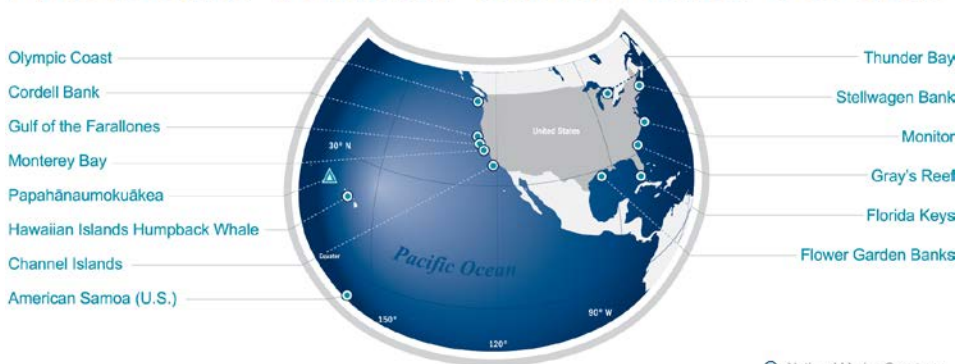 Olympic Coast
Cordell Bank
Gulf of the Farallones
Monterey Bay
Papahānaumokuākea
Hawaiian Islands Humpback Whale
Channel Islands
American Samoa (U.S.)
Thunder Bay
Stellwagen Bank
Monitor
Gray's Reef
Florida Keys
Flower Garden Banks
United States
30° N
Equator
Pacific Ocean
150°
120°
90° W